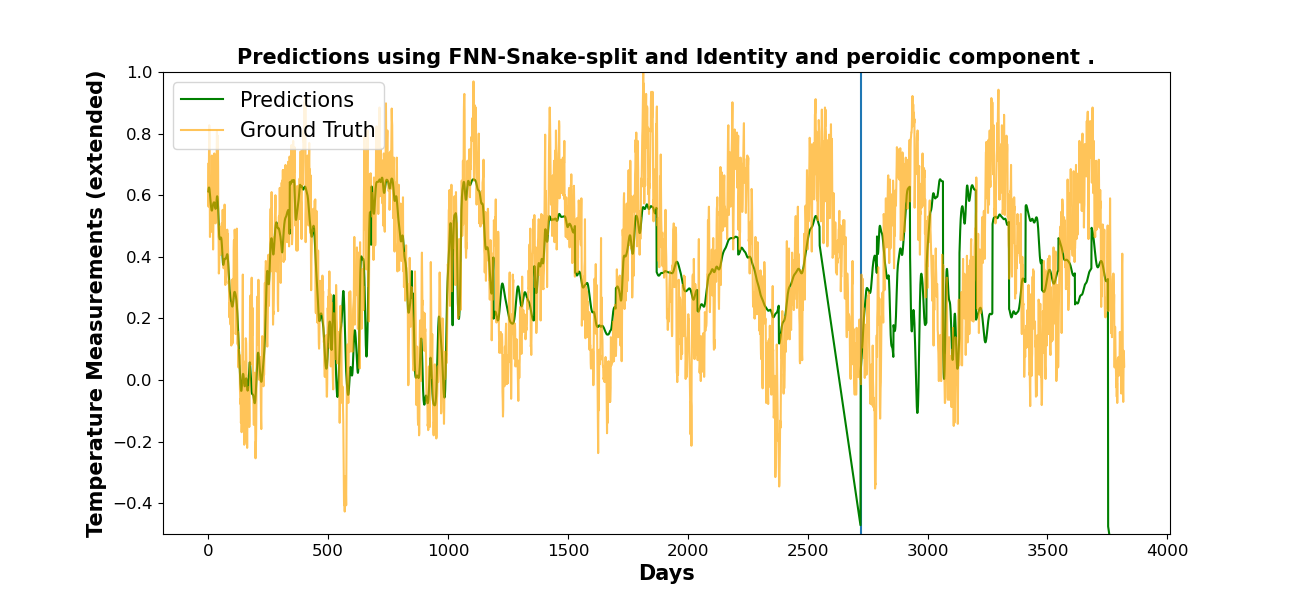 Predictions using FNN-Snake-split and Identity and peroidic component .
Temperature Measurements (extended)
1.0
0.8
0.6
0.4
0.2
0.0
−0.2
−0.4
Predictions
Ground Truth
0 500 1000 1500 2000 2500 3000 3500 4000
Days